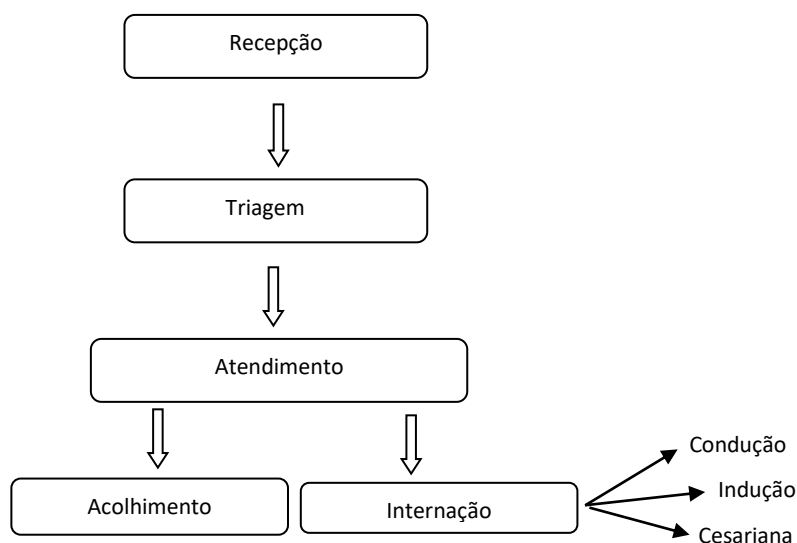 Recepção
Triagem
Atendimento
Acolhimento
Internação
Condução
Indução
Cesariana